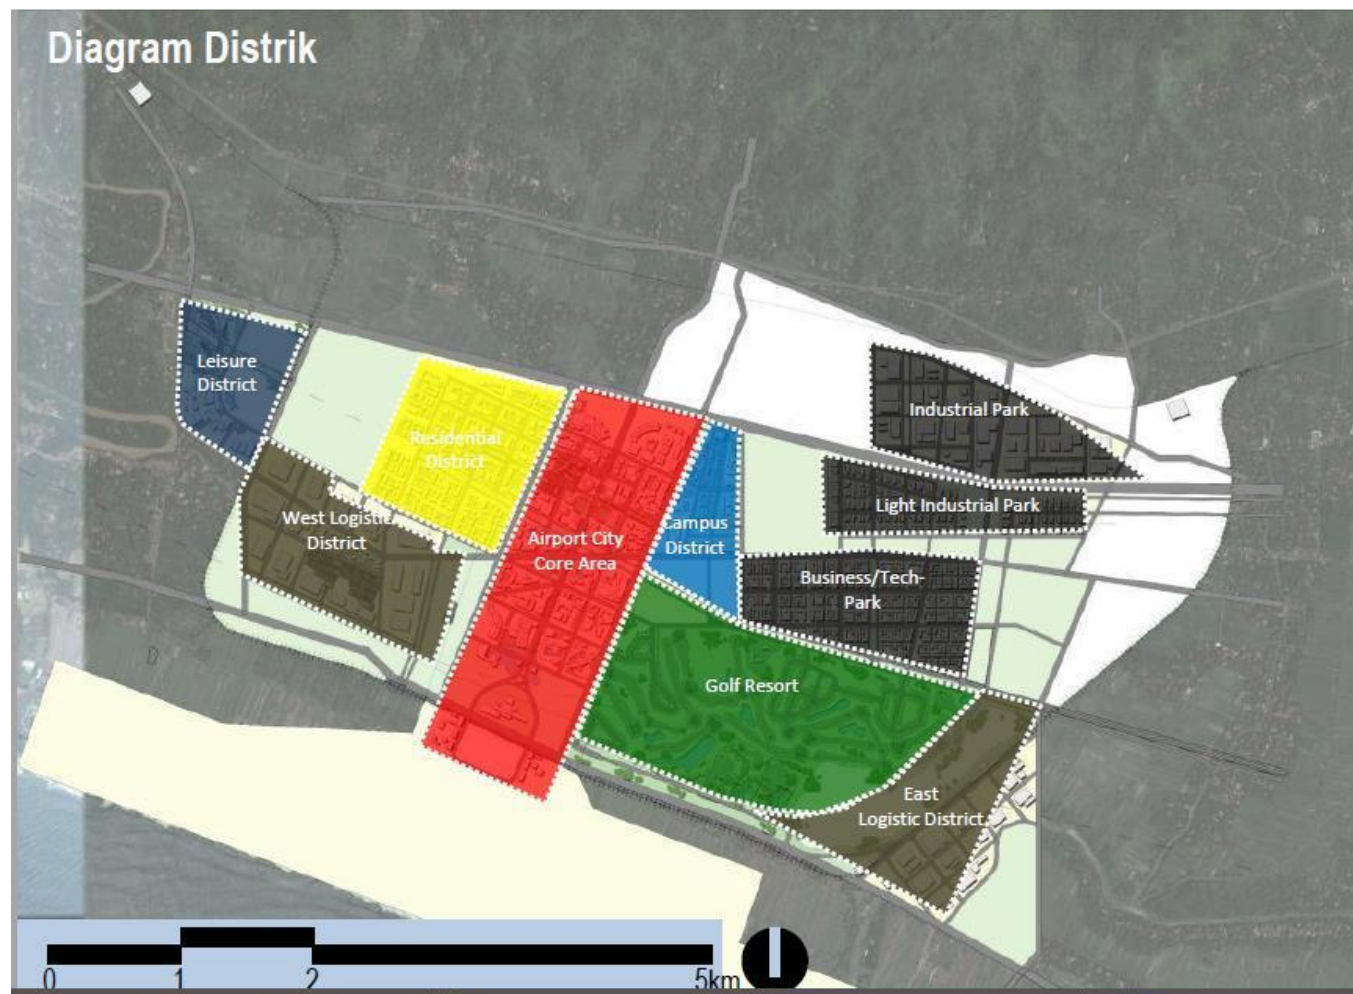 Diagram Distrik
Leisure
District
Residential
District
Industrial Park
West Logistic
District
Airport City
Core Area
Campus
District
Light Industrial Park
Business/Tech-
Park
Golf Resort
East
Logistic District
0 1 2 5km